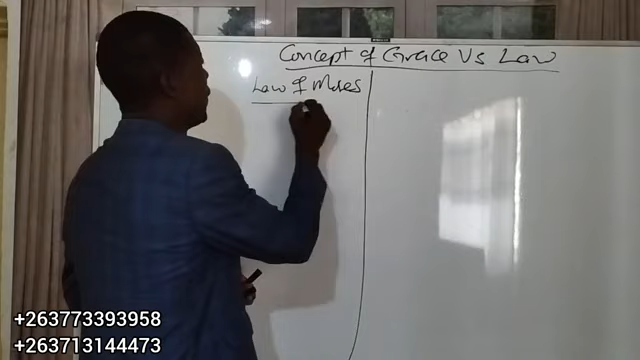 Concept of Grace Vs Law
Law of Moses
+263773393958
+263713144473